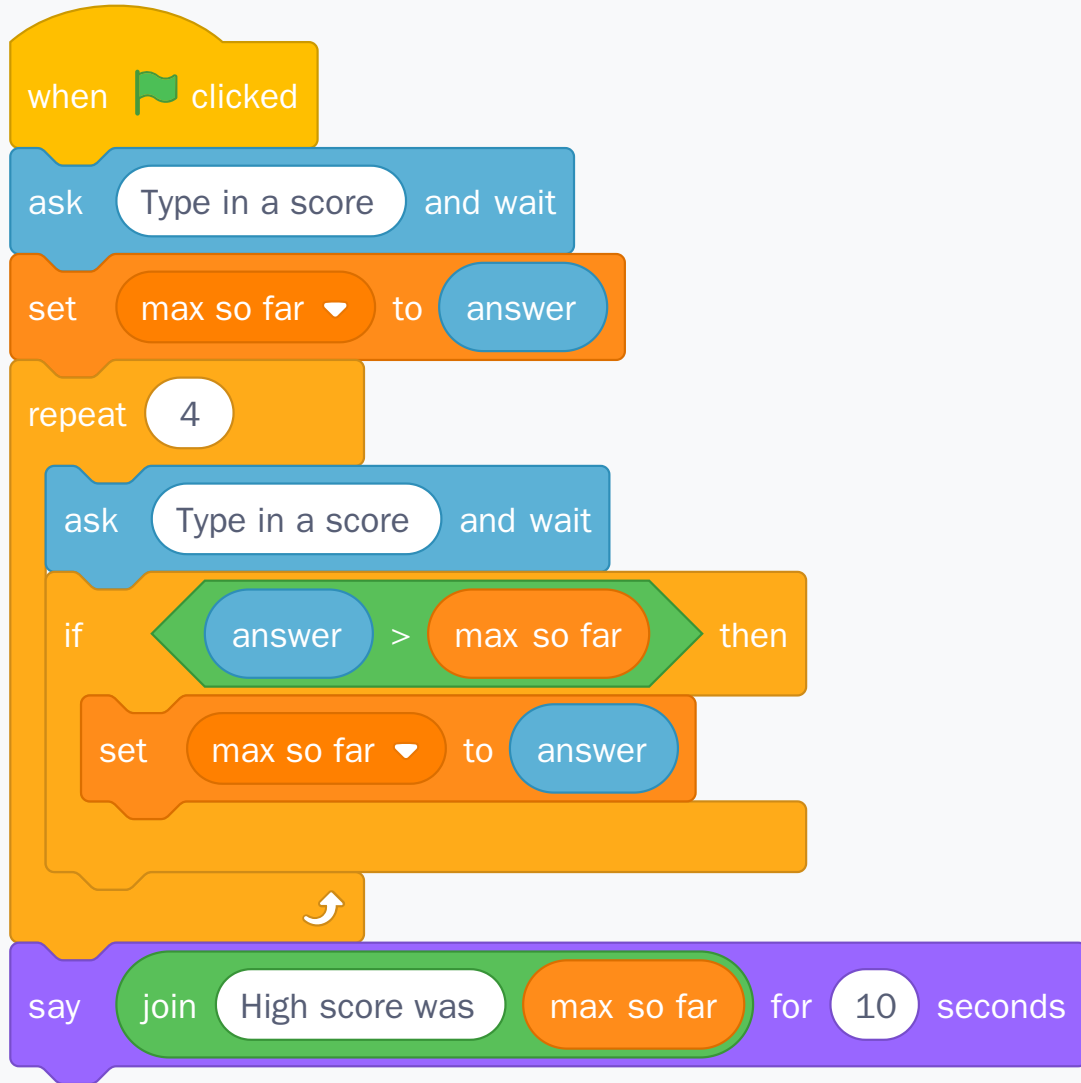 when clicked
ask Type in a score and wait
set max so far to answer
repeat 4
ask Type in a score and wait
if answer > max so far then
set max so far to answer
say join High score was max so far for 10 seconds